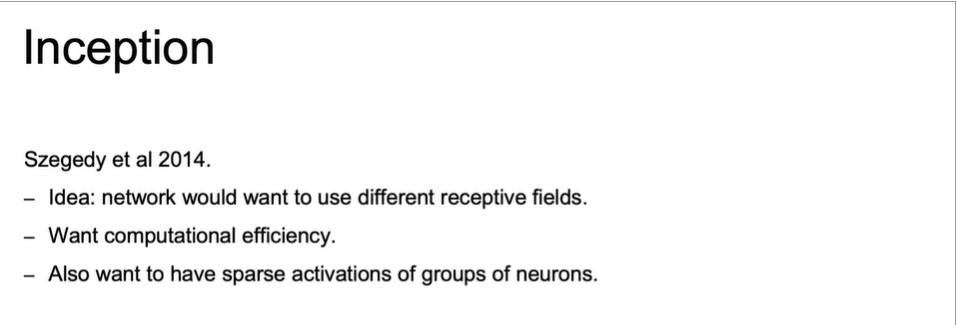 Inception
Szegedy et al 2014.
– Idea: network would want to use different receptive fields.
– Want computational efficiency.
– Also want to have sparse activations of groups of neurons.